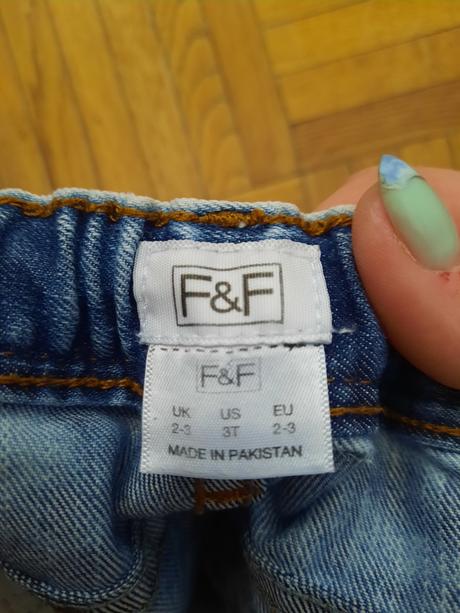 F&F
F&F
UK US EU
2-3 3T 2-3
MADE IN PAKISTAN